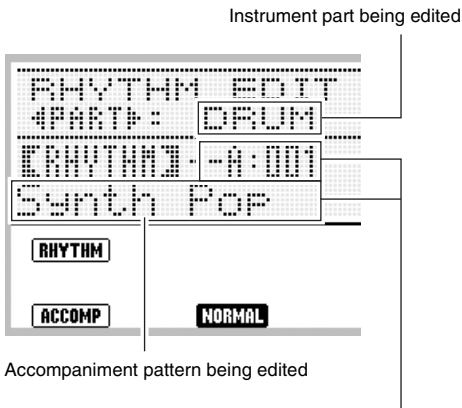 Instrument part being edited
RHYTHM EDIT
◁PART▷: DRUM
【RHYTHM】--A:001
Synth Pop
RHYTHM
ACCOMP NORMAL
Accompaniment pattern being edited